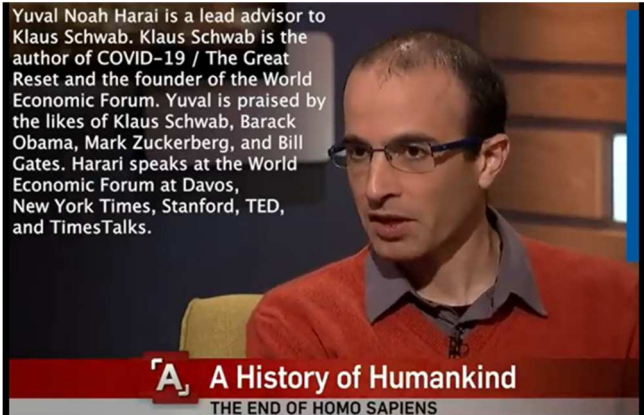 Yuval Noah Harai is a lead advisor to
Klaus Schwab. Klaus Schwab is the
author of COVID-19 / The Great
Reset and the founder of the World
Economic Forum. Yuval is praised by
the likes of Klaus Schwab, Barack
Obama, Mark Zuckerberg, and Bill
Gates. Harari speaks at the World
Economic Forum at Davos,
New York Times, Stanford, TED,
and TimesTalks.
A A History of Humankind
THE END OF HOMO SAPIENS